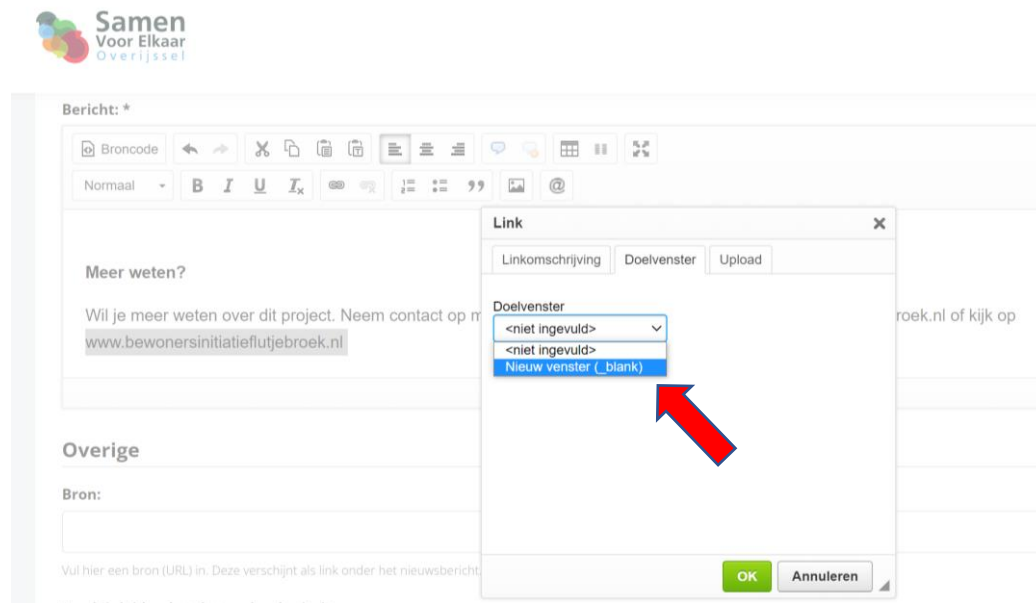 Samen
Voor Elkaar
Overijssel
Bericht: *
Broncode
Normaal
Meer weten?
Wil je meer weten over dit project. Neem contact op m
roek.nl of kijk op
www.bewonersinitiatieflutjebroek.nl
Link
Linkomschrijving Doelvenster Upload
Doelvenster
<niet ingevuld>
<niet ingevuld>
Nieuw venster (_blank)
OK Annuleren
Overige
Bron:
Vul hier een bron (URL) in. Deze verschijnt als link onder het nieuwsbericht